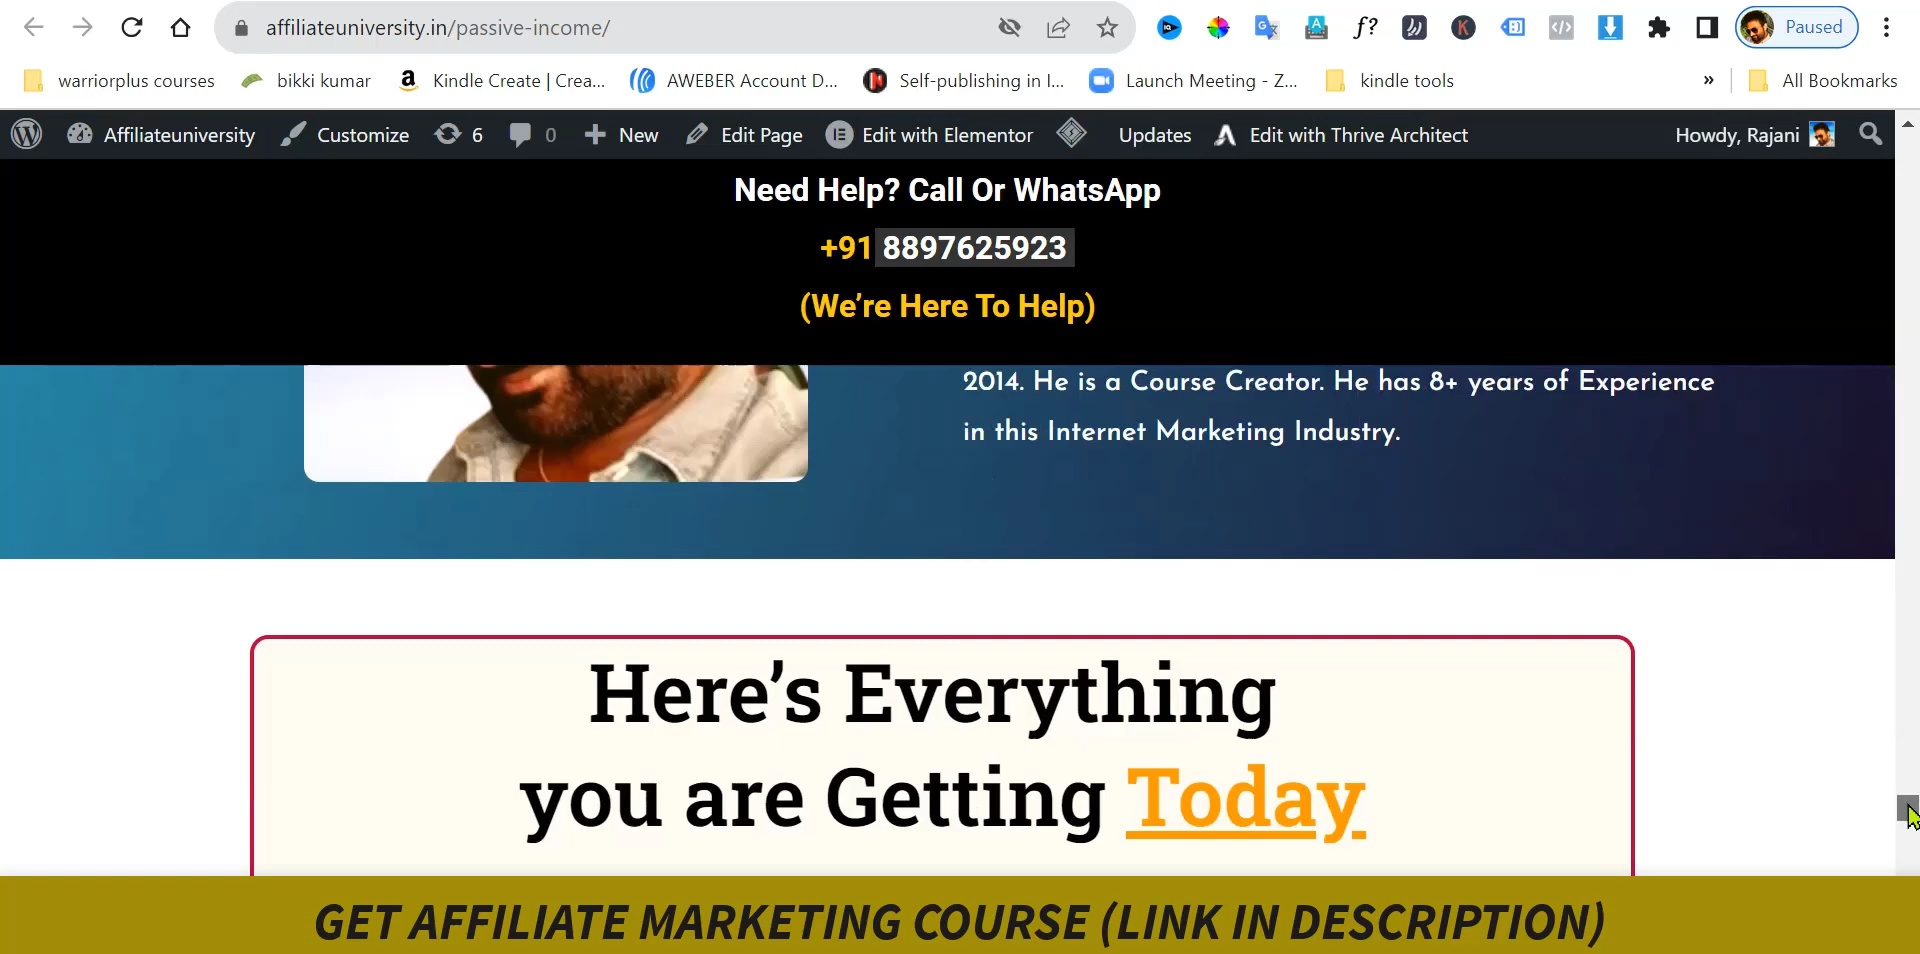 affiliateuniversity.in/passive-income/
Paused
warriorplus courses
bikki kumar
Kindle Create | Crea...
AWEBER Account D...
Self-publishing in I...
Launch Meeting - Z...
kindle tools
»
All Bookmarks
Affiliateuniversity
Customize
6
0
New
Edit Page
Edit with Elementor
Updates
Edit with Thrive Architect
Howdy, Rajani
Need Help? Call Or WhatsApp
+91 8897625923
(We’re Here To Help)
2014. He is a Course Creator. He has 8+ years of Experience
in this Internet Marketing Industry.
Here’s Everything
you are Getting Today
GET AFFILIATE MARKETING COURSE (LINK IN DESCRIPTION)